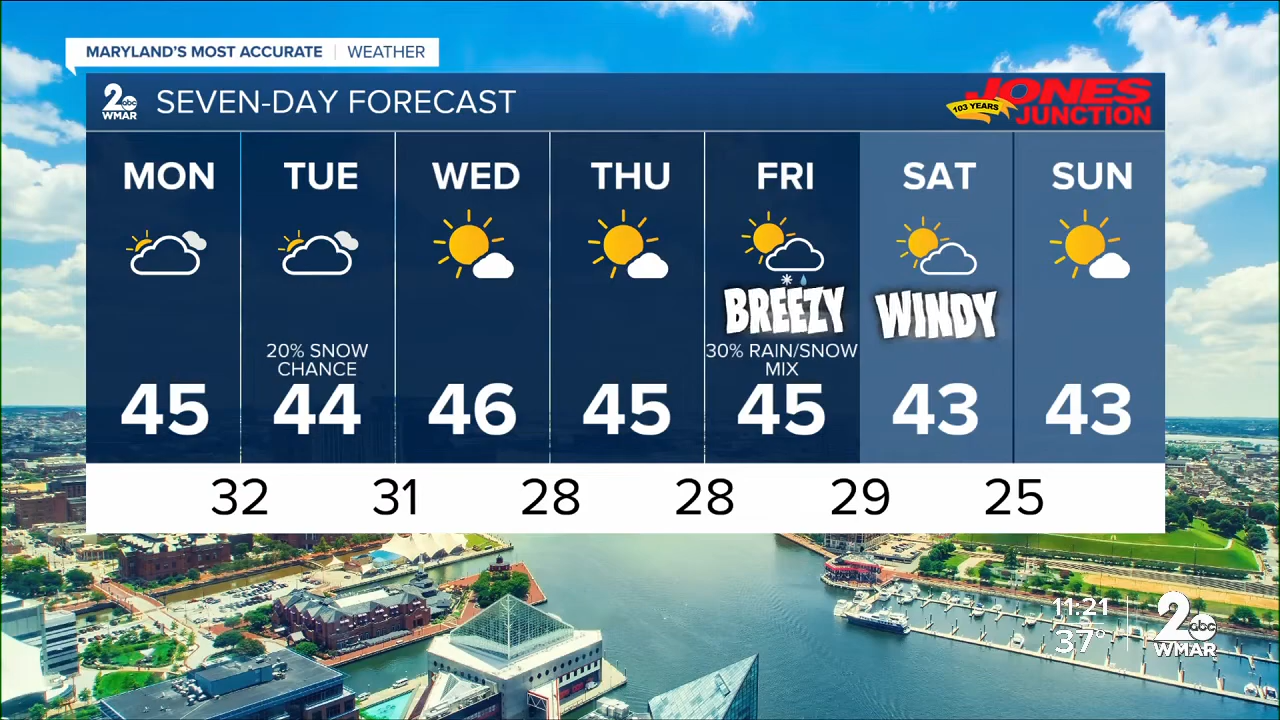 MARYLAND'S MOST ACCURATE | WEATHER
2 abc WMAR
SEVEN-DAY FORECAST
103 YEARS
JONES JUNCTION
MON TUE WED THU FRI SAT SUN
BREEZY WINDY
20% SNOW CHANCE
30% RAIN/SNOW MIX
45 44 46 45 45 43 43
32 31 28 28 29 25
11:21
37°
2 abc WMAR